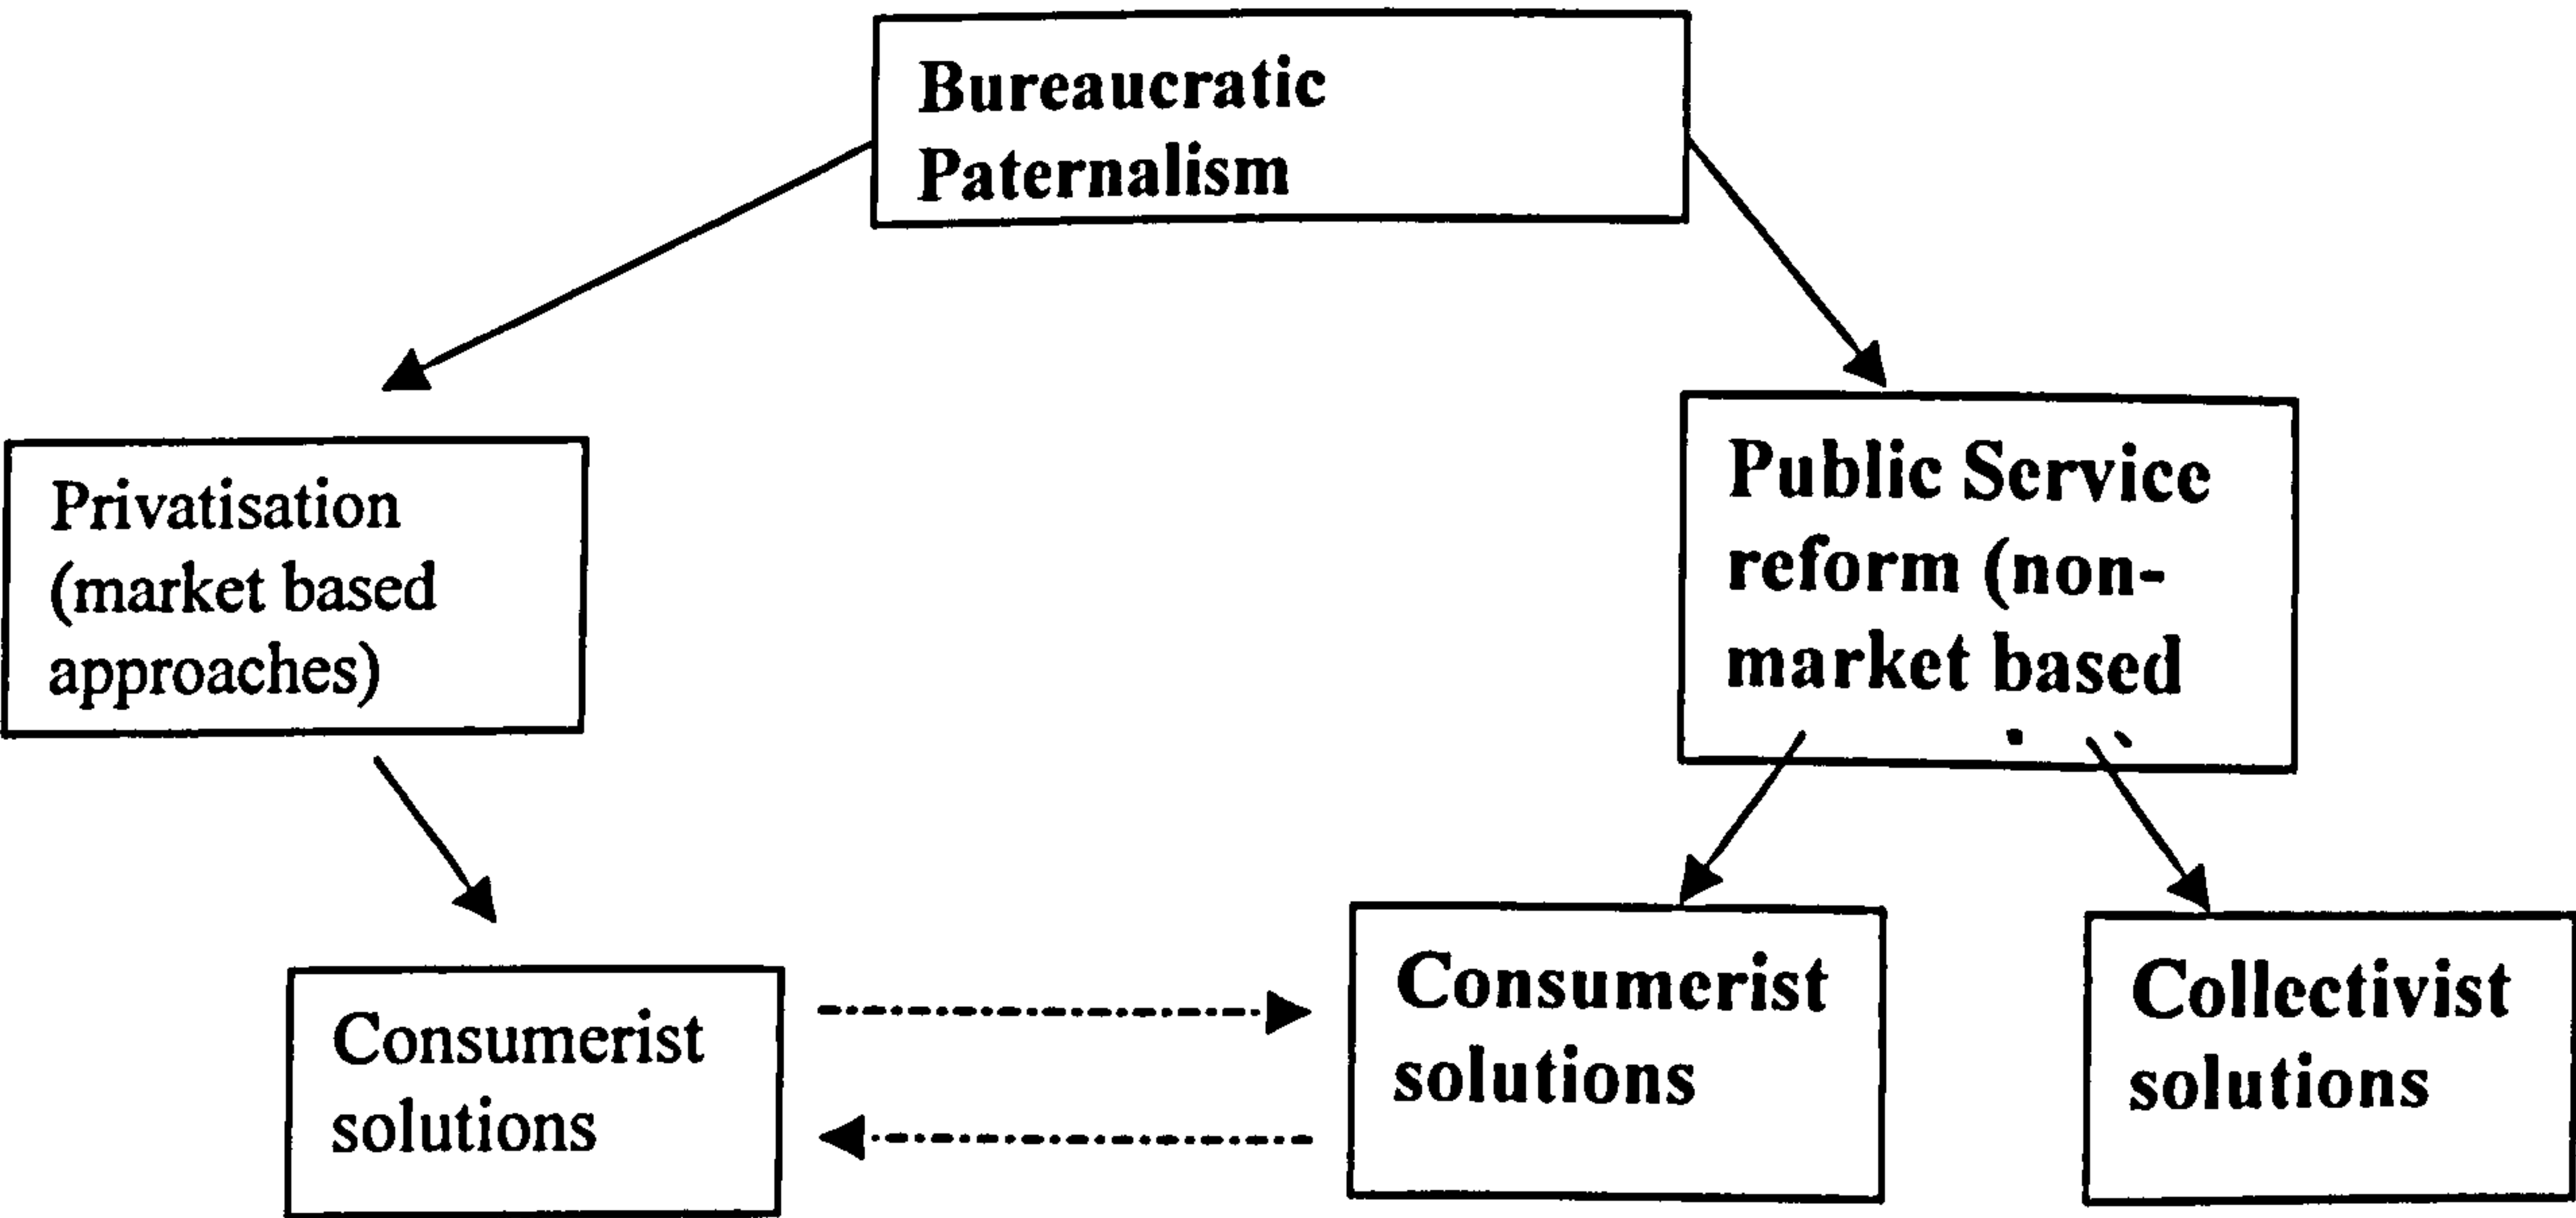 Bureaucratic
Paternalism
Privatisation
(market based
approaches)
Public Service
reform (non-
market based
Consumerist
solutions
Consumerist
solutions
Collectivist
solutions